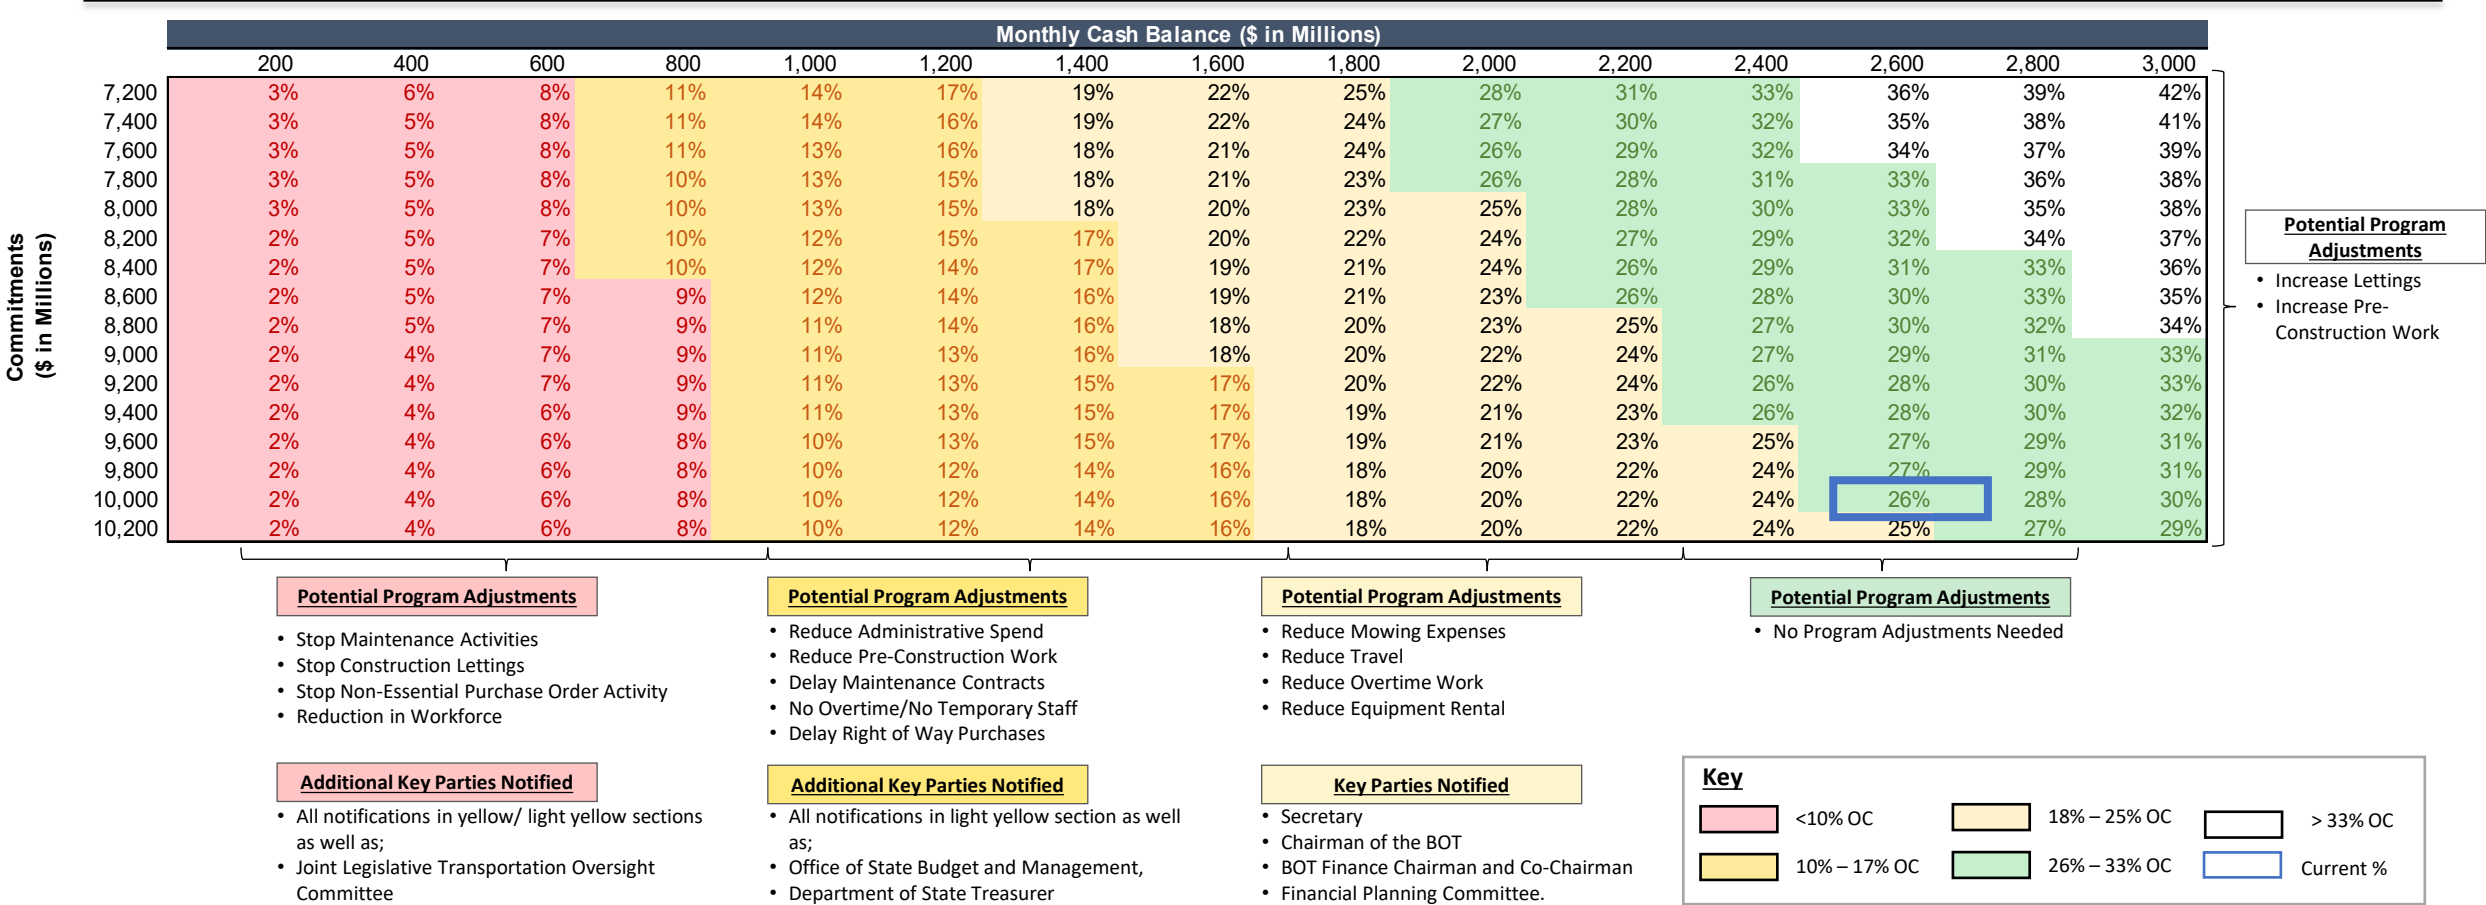 Monthly Cash Balance ($ in Millions)
200 400 600 800 1,000 1,200 1,400 1,600 1,800 2,000 2,200 2,400 2,600 2,800 3,000
7,200 3% 6% 8% 11% 14% 17% 19% 22% 25% 28% 31% 33% 36% 39% 42%
7,400 3% 5% 8% 11% 14% 16% 19% 22% 24% 27% 30% 32% 35% 38% 41%
7,600 3% 5% 8% 11% 13% 16% 18% 21% 24% 26% 29% 32% 34% 37% 39%
7,800 3% 5% 8% 10% 13% 15% 18% 21% 23% 26% 28% 31% 33% 36% 38%
8,000 3% 5% 8% 10% 13% 15% 18% 20% 23% 25% 28% 30% 33% 35% 38%
8,200 2% 5% 7% 10% 12% 15% 17% 20% 22% 24% 27% 29% 32% 34% 37%
8,400 2% 5% 7% 10% 12% 14% 17% 19% 21% 24% 26% 29% 31% 33% 36%
8,600 2% 5% 7% 9% 12% 14% 16% 19% 21% 23% 26% 28% 30% 33% 35%
8,800 2% 5% 7% 9% 11% 14% 16% 18% 20% 23% 25% 27% 30% 32% 34%
9,000 2% 4% 7% 9% 11% 13% 16% 18% 20% 22% 24% 27% 29% 31% 33%
9,200 2% 4% 7% 9% 11% 13% 15% 17% 20% 22% 24% 26% 28% 30% 33%
9,400 2% 4% 6% 9% 11% 13% 15% 17% 19% 21% 23% 26% 28% 30% 32%
9,600 2% 4% 6% 8% 10% 13% 15% 17% 19% 21% 23% 25% 27% 29% 31%
9,800 2% 4% 6% 8% 10% 12% 14% 16% 18% 20% 22% 24% 27% 29% 31%
10,000 2% 4% 6% 8% 10% 12% 14% 16% 18% 20% 22% 24% 26% 28% 30%
10,200 2% 4% 6% 8% 10% 12% 14% 16% 18% 20% 22% 24% 25% 27% 29%
Commitments
($ in Millions)
Potential Program
Adjustments
• Increase Lettings
• Increase Pre-
Construction Work
Potential Program Adjustments
• Stop Maintenance Activities
• Stop Construction Lettings
• Stop Non-Essential Purchase Order Activity
• Reduction in Workforce
Potential Program Adjustments
• Reduce Administrative Spend
• Reduce Pre-Construction Work
• Delay Maintenance Contracts
• No Overtime/No Temporary Staff
• Delay Right of Way Purchases
Potential Program Adjustments
• Reduce Mowing Expenses
• Reduce Travel
• Reduce Overtime Work
• Reduce Equipment Rental
Potential Program Adjustments
• No Program Adjustments Needed
Additional Key Parties Notified
• All notifications in yellow/ light yellow sections
as well as;
• Joint Legislative Transportation Oversight
Committee
Additional Key Parties Notified
• All notifications in light yellow section as well
as;
• Office of State Budget and Management,
• Department of State Treasurer
Key Parties Notified
• Secretary
• Chairman of the BOT
• BOT Finance Chairman and Co-Chairman
• Financial Planning Committee.
Key
<10% OC
18% – 25% OC
> 33% OC
10% – 17% OC
26% – 33% OC
Current %